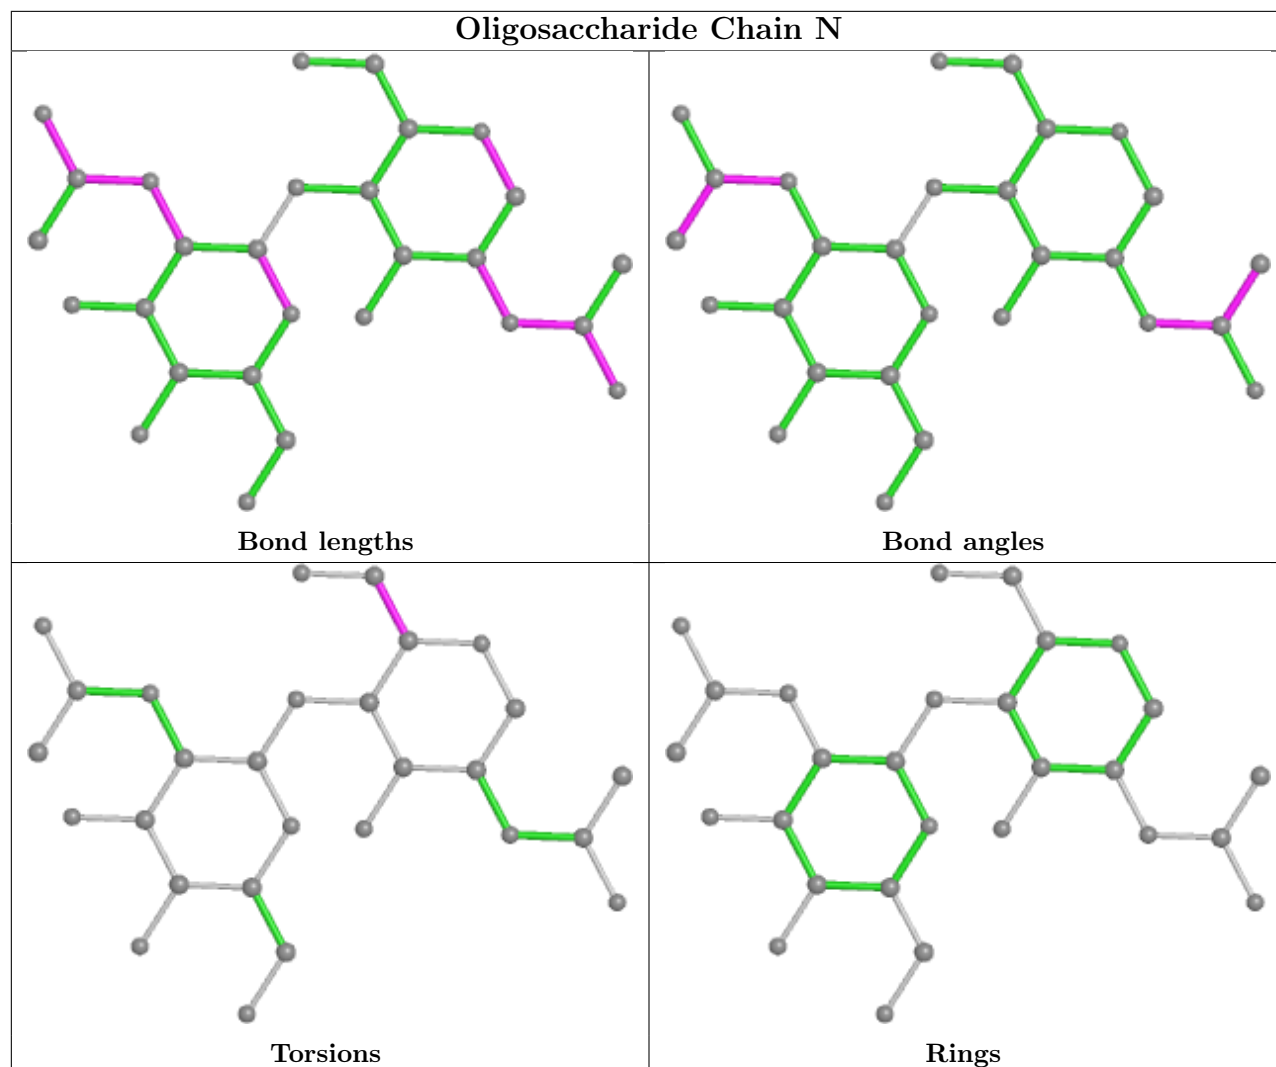 Oligosaccharide Chain N
Bond lengths
Bond angles
Torsions
Rings